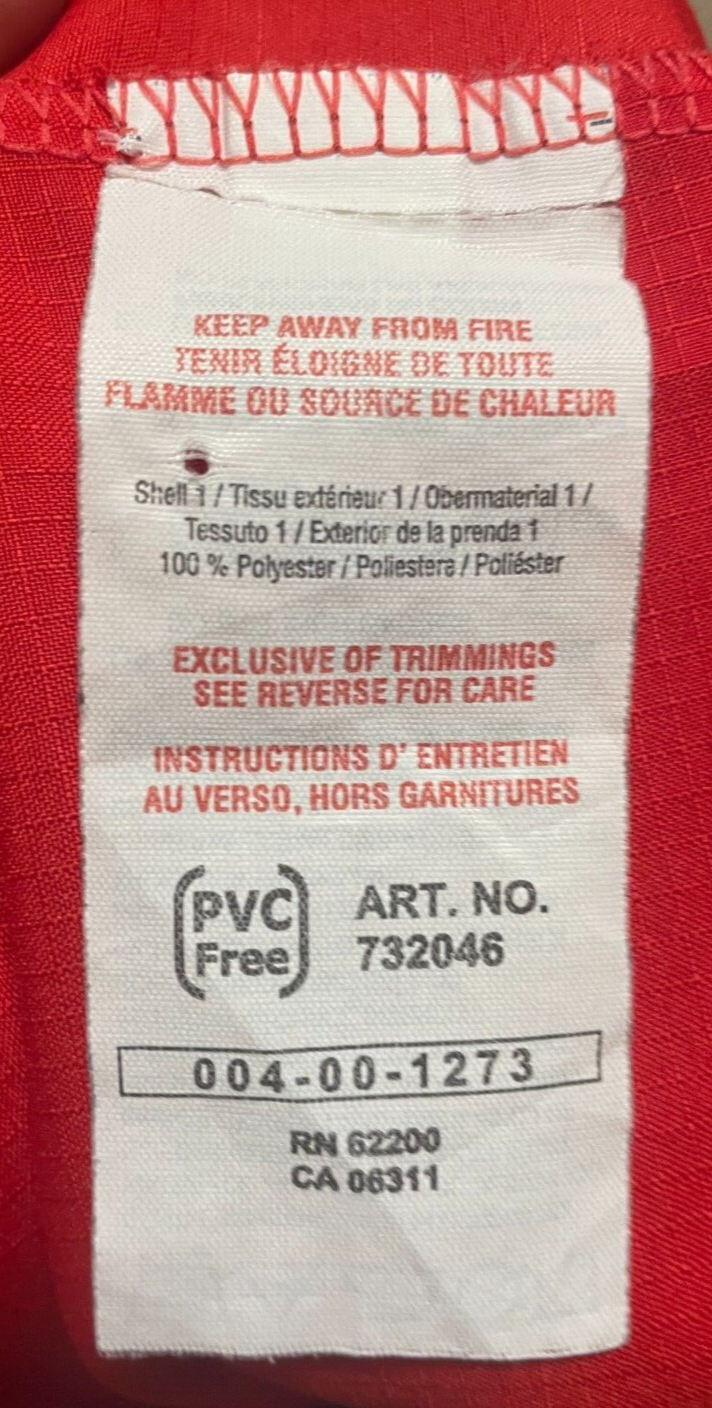 KEEP AWAY FROM FIRE
TENIR ÉLOIGNE DE TOUTE
FLAMME OU SOURCE DE CHALEUR
Shell 1 / Tissu extérieur 1 / Obermaterial 1 /
Tessuto 1 / Exterior de la prenda 1
100 % Polyester / Poliestere / Poliéster
EXCLUSIVE OF TRIMMINGS
SEE REVERSE FOR CARE
INSTRUCTIONS D' ENTRETIEN
AU VERSO, HORS GARNITURES
PVC
Free
ART. NO.
732046
004-00-1273
RN 62200
CA 06311